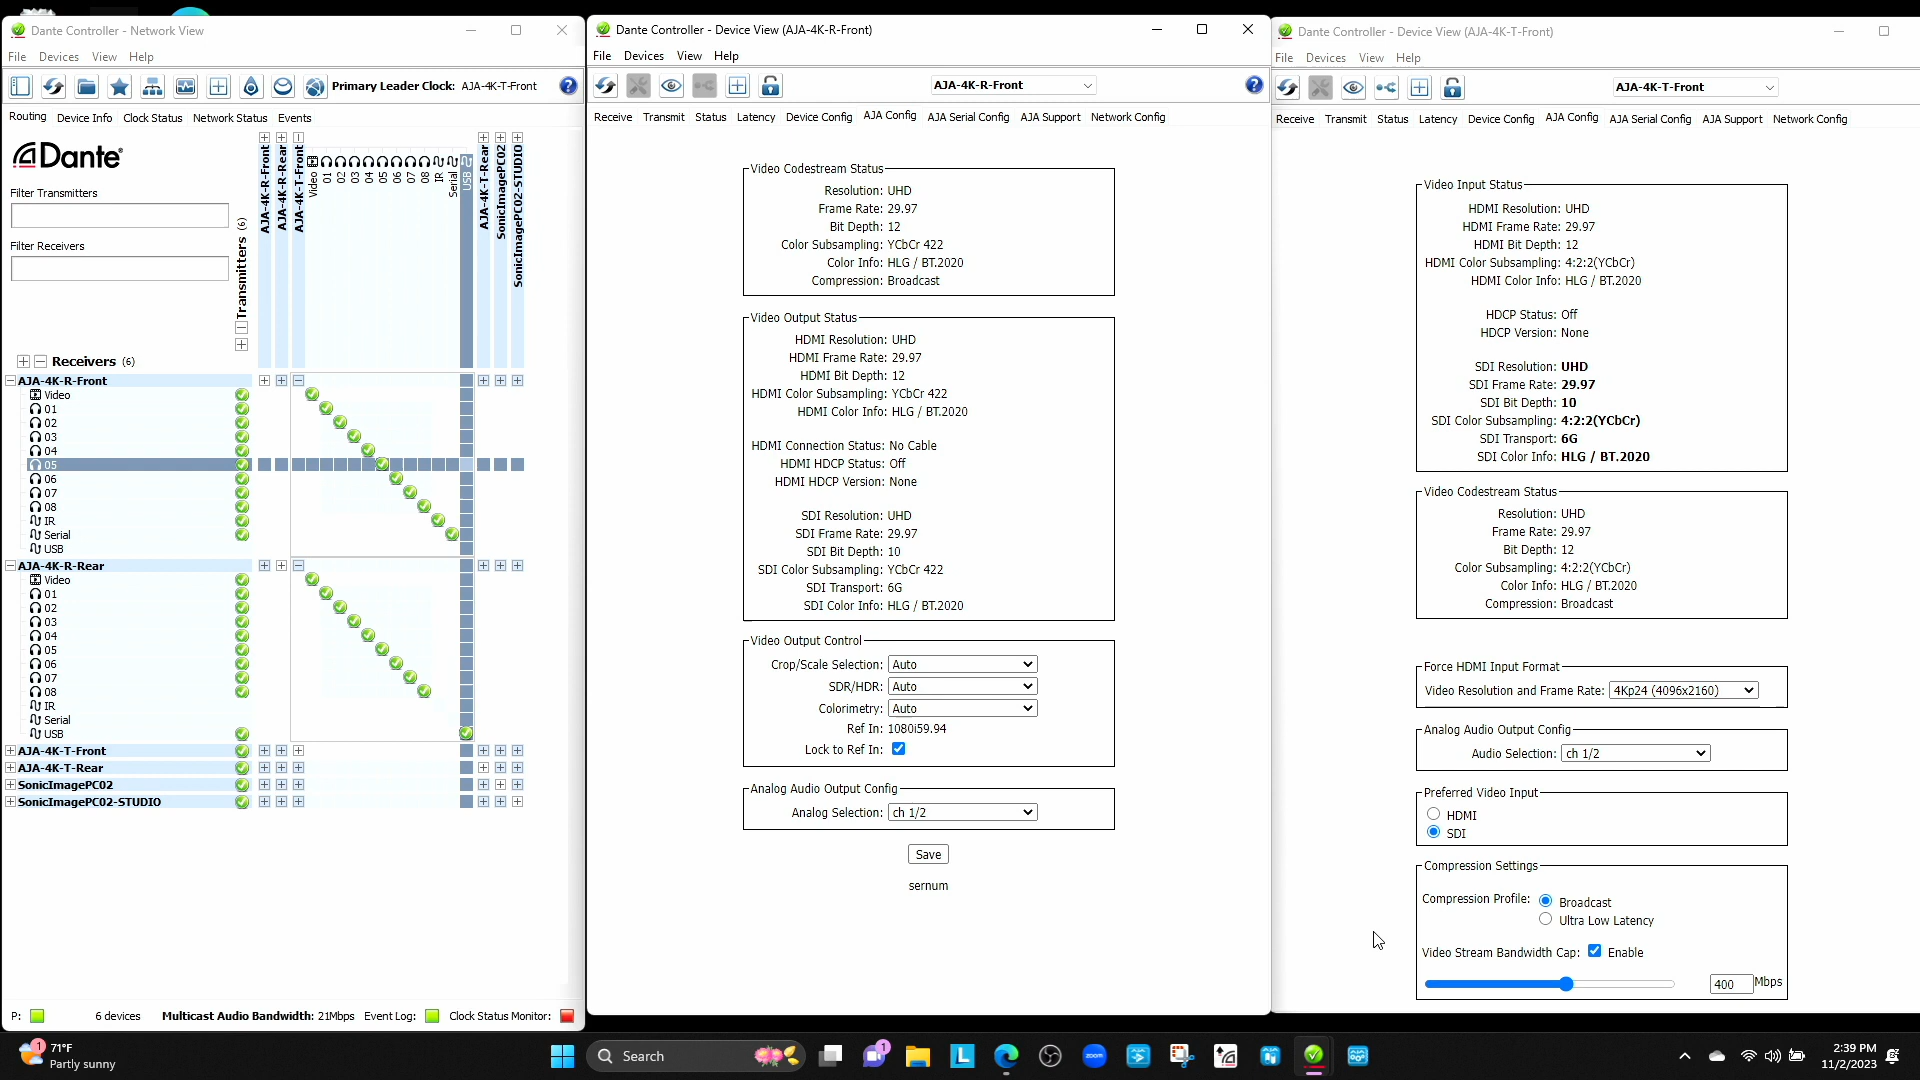 Dante Controller - Network View
File Devices View Help
Primary Leader Clock: AJA-4K-T-Front
Routing Device Info Clock Status Network Status Events
Dante
Filter Transmitters
Filter Receivers
Transmitters (6)
AJA-4K-R-Front
AJA-4K-R-Rear
AJA-4K-T-Front
Video
01
02
03
04
05
06
07
08
IR
Serial
USB
AJA-4K-T-Rear
SonicImagePC02
SonicImagePC02-STUDIO
Receivers (6)
AJA-4K-R-Front
Video
01
02
03
04
05
06
07
08
IR
Serial
USB
AJA-4K-R-Rear
Video
01
02
03
04
05
06
07
08
IR
Serial
USB
AJA-4K-T-Front
AJA-4K-T-Rear
SonicImagePC02
SonicImagePC02-STUDIO
P: 6 devices Multicast Audio Bandwidth: 21Mbps Event Log: Clock Status Monitor:
Dante Controller - Device View (AJA-4K-R-Front)
File Devices View Help
AJA-4K-R-Front
Receive Transmit Status Latency Device Config AJA Config AJA Serial Config AJA Support Network Config
Video Codestream Status
Resolution: UHD
Frame Rate: 29.97
Bit Depth: 12
Color Subsampling: YCbCr 422
Color Info: HLG / BT.2020
Compression: Broadcast
Video Output Status
HDMI Resolution: UHD
HDMI Frame Rate: 29.97
HDMI Bit Depth: 12
HDMI Color Subsampling: YCbCr 422
HDMI Color Info: HLG / BT.2020
HDMI Connection Status: No Cable
HDMI HDCP Status: Off
HDMI HDCP Version: None
SDI Resolution: UHD
SDI Frame Rate: 29.97
SDI Bit Depth: 10
SDI Color Subsampling: YCbCr 422
SDI Transport: 6G
SDI Color Info: HLG / BT.2020
Video Output Control
Crop/Scale Selection: Auto
SDR/HDR: Auto
Colorimetry: Auto
Ref In: 1080i59.94
Lock to Ref In:
Analog Audio Output Config
Analog Selection: ch 1/2
Save
sernum
Dante Controller - Device View (AJA-4K-T-Front)
File Devices View Help
AJA-4K-T-Front
Receive Transmit Status Latency Device Config AJA Config AJA Serial Config AJA Support Network Config
Video Input Status
HDMI Resolution: UHD
HDMI Frame Rate: 29.97
HDMI Bit Depth: 12
HDMI Color Subsampling: 4:2:2(YCbCr)
HDMI Color Info: HLG / BT.2020
HDCP Status: Off
HDCP Version: None
SDI Resolution: UHD
SDI Frame Rate: 29.97
SDI Bit Depth: 10
SDI Color Subsampling: 4:2:2(YCbCr)
SDI Transport: 6G
SDI Color Info: HLG / BT.2020
Video Codestream Status
Resolution: UHD
Frame Rate: 29.97
Bit Depth: 12
Color Subsampling: 4:2:2(YCbCr)
Color Info: HLG / BT.2020
Compression: Broadcast
Force HDMI Input Format
Video Resolution and Frame Rate: 4Kp24 (4096x2160)
Analog Audio Output Config
Audio Selection: ch 1/2
Preferred Video Input
HDMI
SDI
Compression Settings
Compression Profile: Broadcast
Ultra Low Latency
Video Stream Bandwidth Cap: Enable
400 Mbps
1 71°F
Partly sunny
Search
1
L
zoom
2:39 PM
11/2/2023